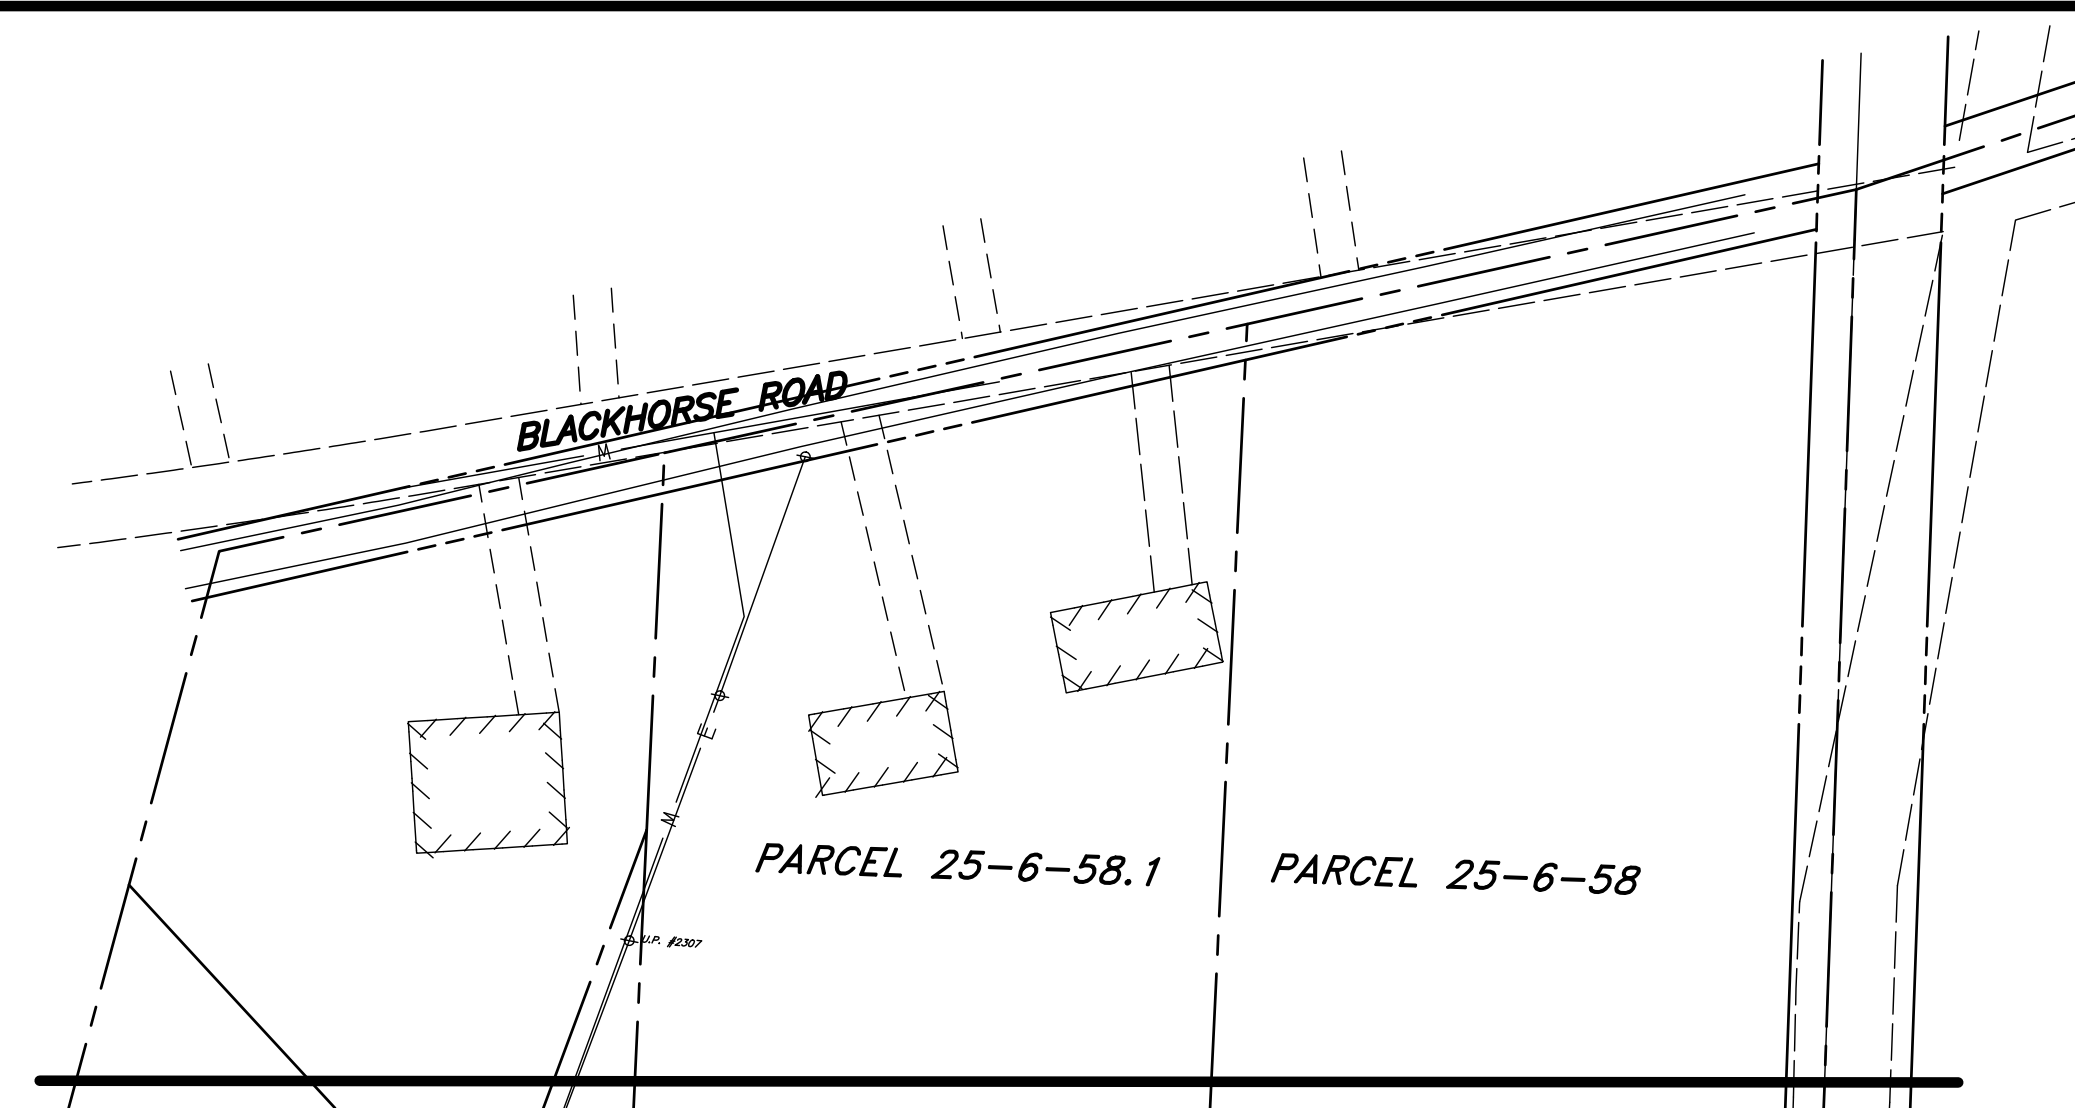 BLACKHORSE ROAD
M
E
M
PARCEL 25-6-58.1
PARCEL 25-6-58
U.P. #2307